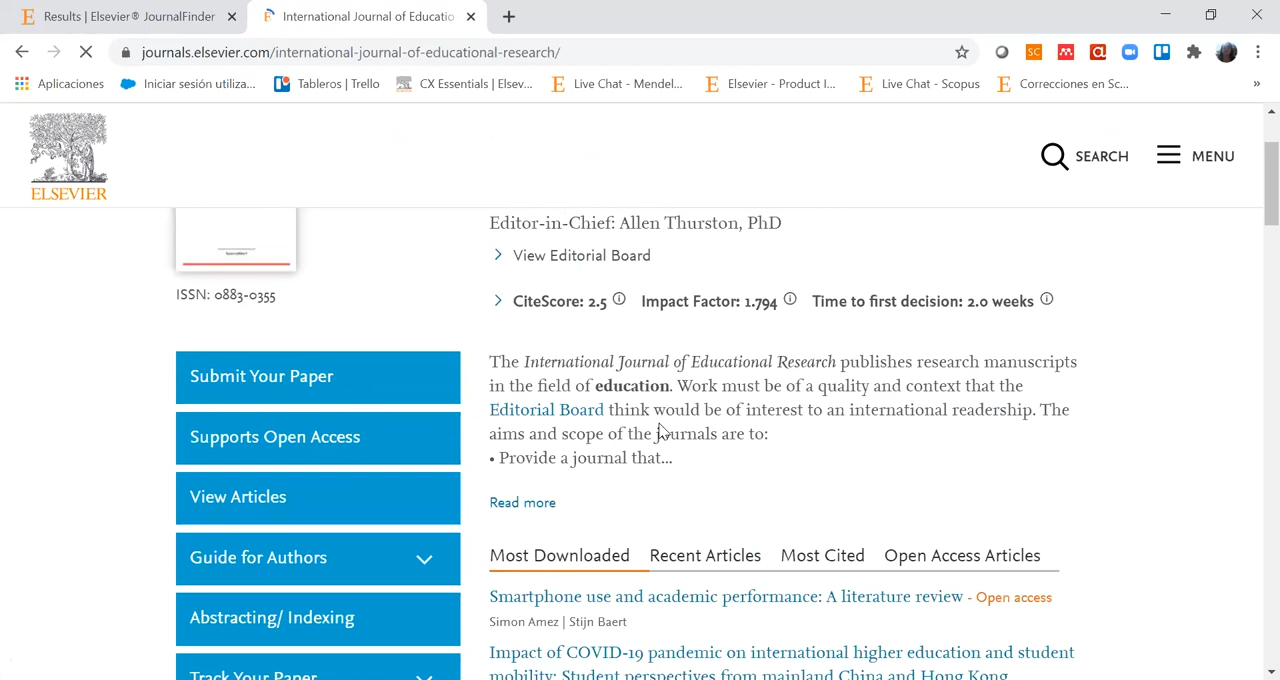 Results | Elsevier® JournalFinder
International Journal of Educatio
journals.elsevier.com/international-journal-of-educational-research/
Aplicaciones
Iniciar sesión utiliza...
Tableros | Trello
CX Essentials | Elsev...
Live Chat - Mendel...
Elsevier - Product I...
Live Chat - Scopus
Correcciones en Sc...
»
ELSEVIER
SEARCH
MENU
Editor-in-Chief: Allen Thurston, PhD
View Editorial Board
ISSN: 0883-0355
CiteScore: 2.5 Impact Factor: 1.794 Time to first decision: 2.0 weeks
Submit Your Paper
Supports Open Access
View Articles
Guide for Authors
Abstracting/ Indexing
Track Your Paper
The International Journal of Educational Research publishes research manuscripts
in the field of education. Work must be of a quality and context that the
Editorial Board think would be of interest to an international readership. The
aims and scope of the journals are to:
• Provide a journal that...
Read more
Most Downloaded Recent Articles Most Cited Open Access Articles
Smartphone use and academic performance: A literature review - Open access
Simon Amez | Stijn Baert
Impact of COVID-19 pandemic on international higher education and student
mobility: Student perspectives from mainland China and Hong Kong